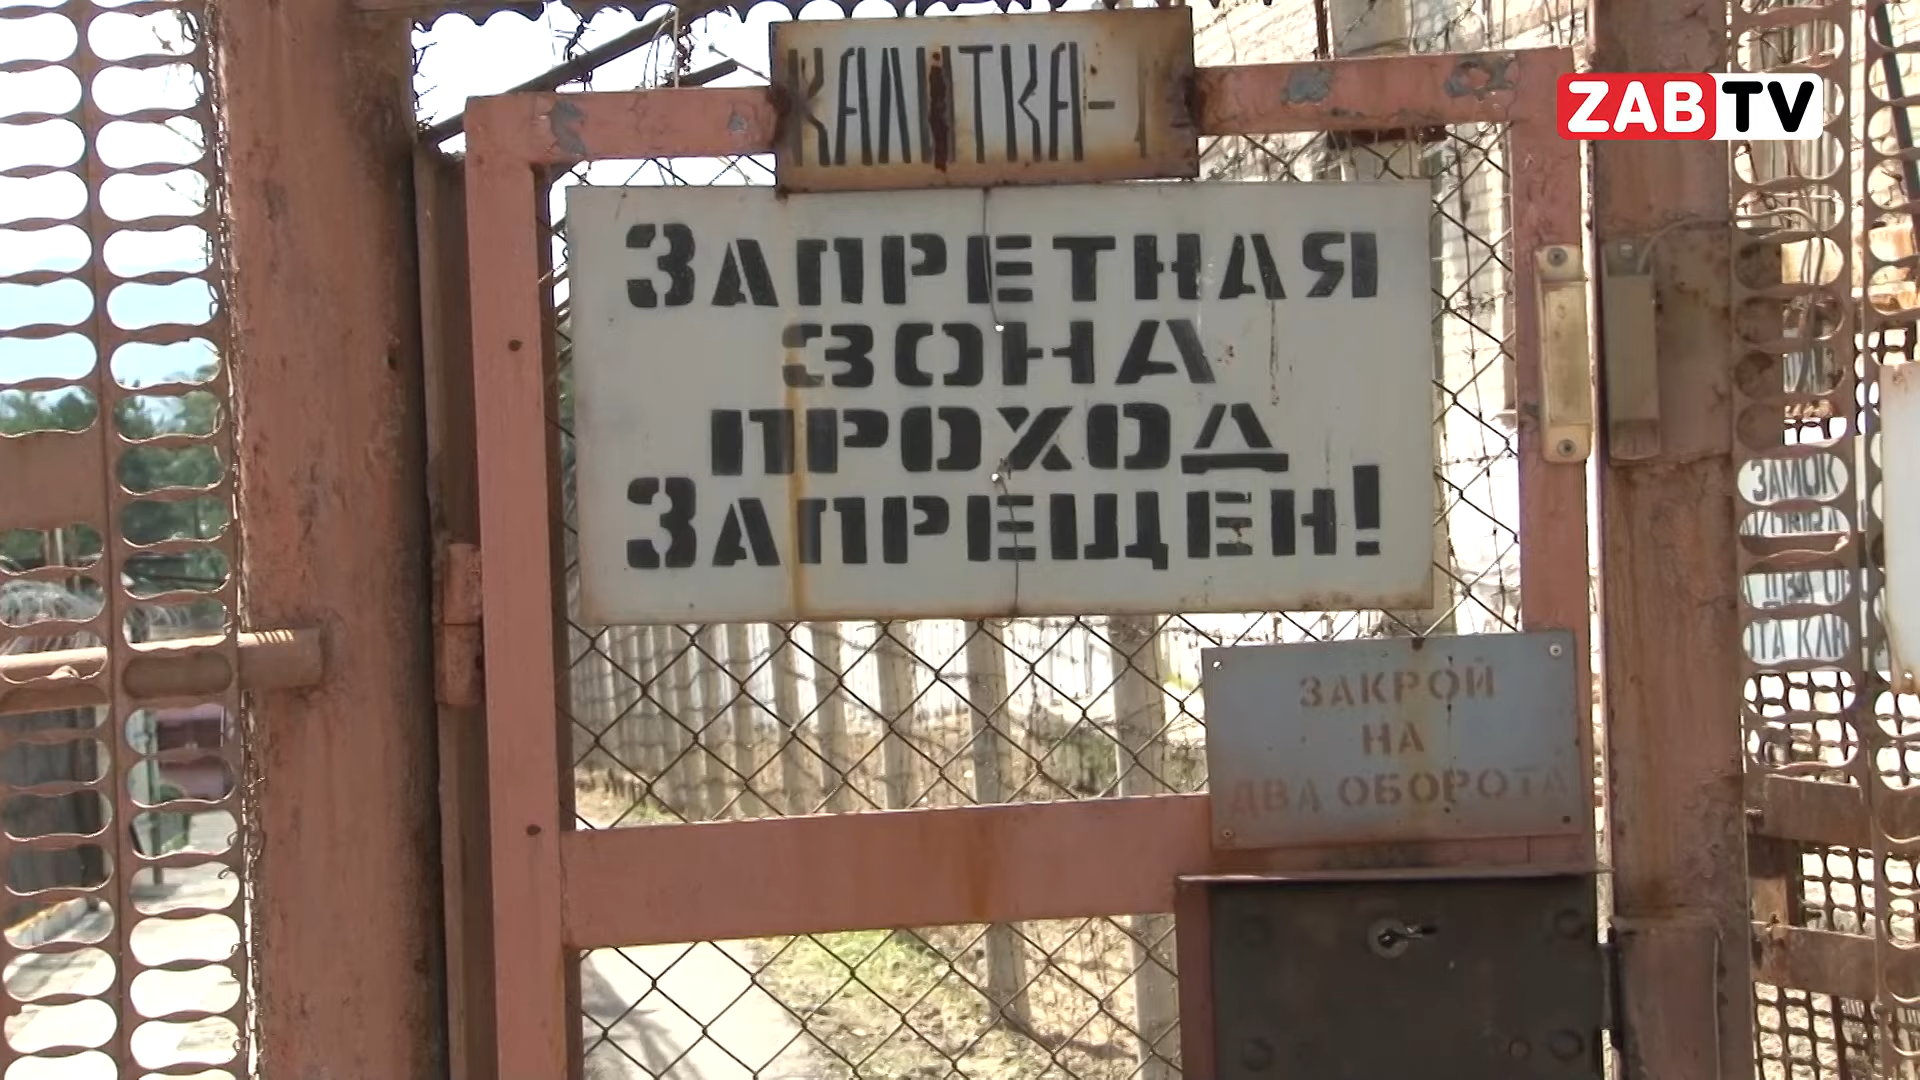 КАЛИТКА-1
ZABTV
ЗАПРЕТНАЯ
ЗОНА
ПРОХОД
ЗАПРЕЩЕН!
ЗАКРОЙ
НА
ДВА ОБОРОТА
ЗАМОК